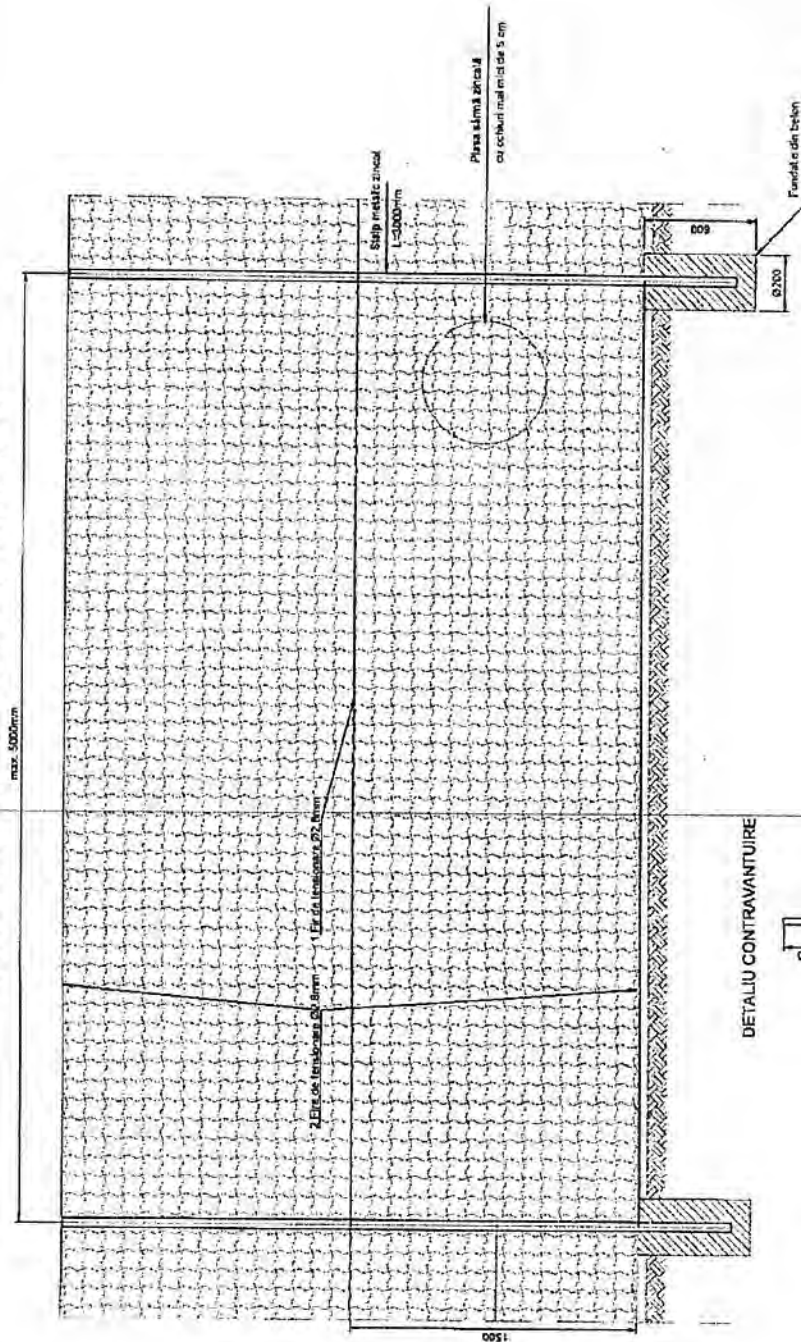 max. 5000mm
2 Fire de tensionare Ø2.8mm
1 Fir de tensionare Ø2.8mm
Stalp metalic zincat
L=3000mm
Plasa sârmă zincată
cu ochiuri mai mici de 5 cm
1500
600
Ø200
Fundatie din beton
DETALIU CONTRAVANTUIRE